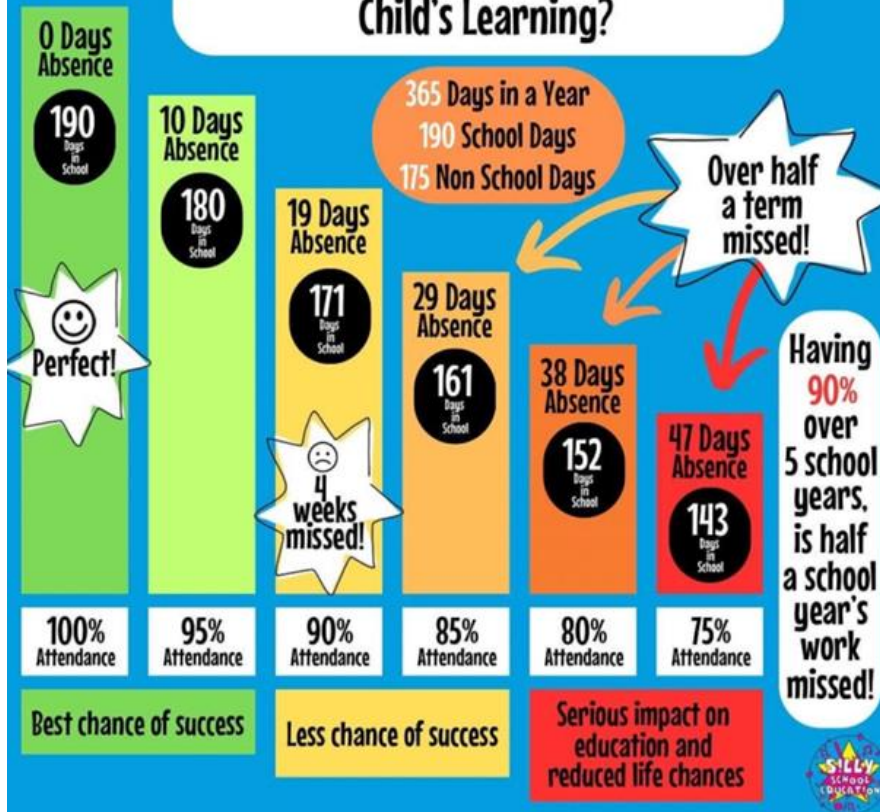 Child's Learning?
365 Days in a Year
190 School Days
175 Non School Days
Over half
a term
missed!
0 Days
Absence
190
Days
in
School
Perfect!
10 Days
Absence
180
Days
in
School
19 Days
Absence
171
Days
in
School
4
weeks
missed!
29 Days
Absence
161
Days
in
School
38 Days
Absence
152
Days
in
School
47 Days
Absence
143
Days
in
School
Having
90%
over
5 school
years,
is half
a school
year's
work
missed!
100%
Attendance
95%
Attendance
90%
Attendance
85%
Attendance
80%
Attendance
75%
Attendance
Best chance of success
Less chance of success
Serious impact on
education and
reduced life chances
SILLY
SCHOOL
EDUCATION